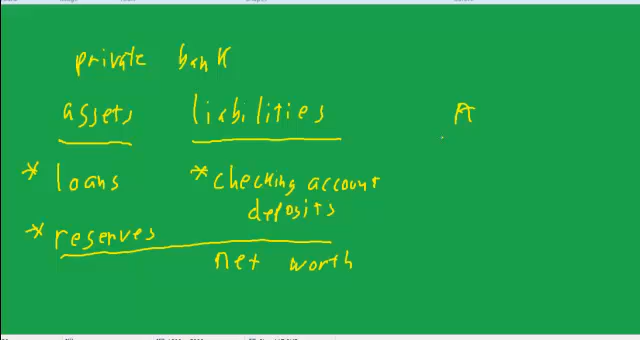 private bank
assets liabilities A
* loans * checking account
deposits
* reserves
net worth